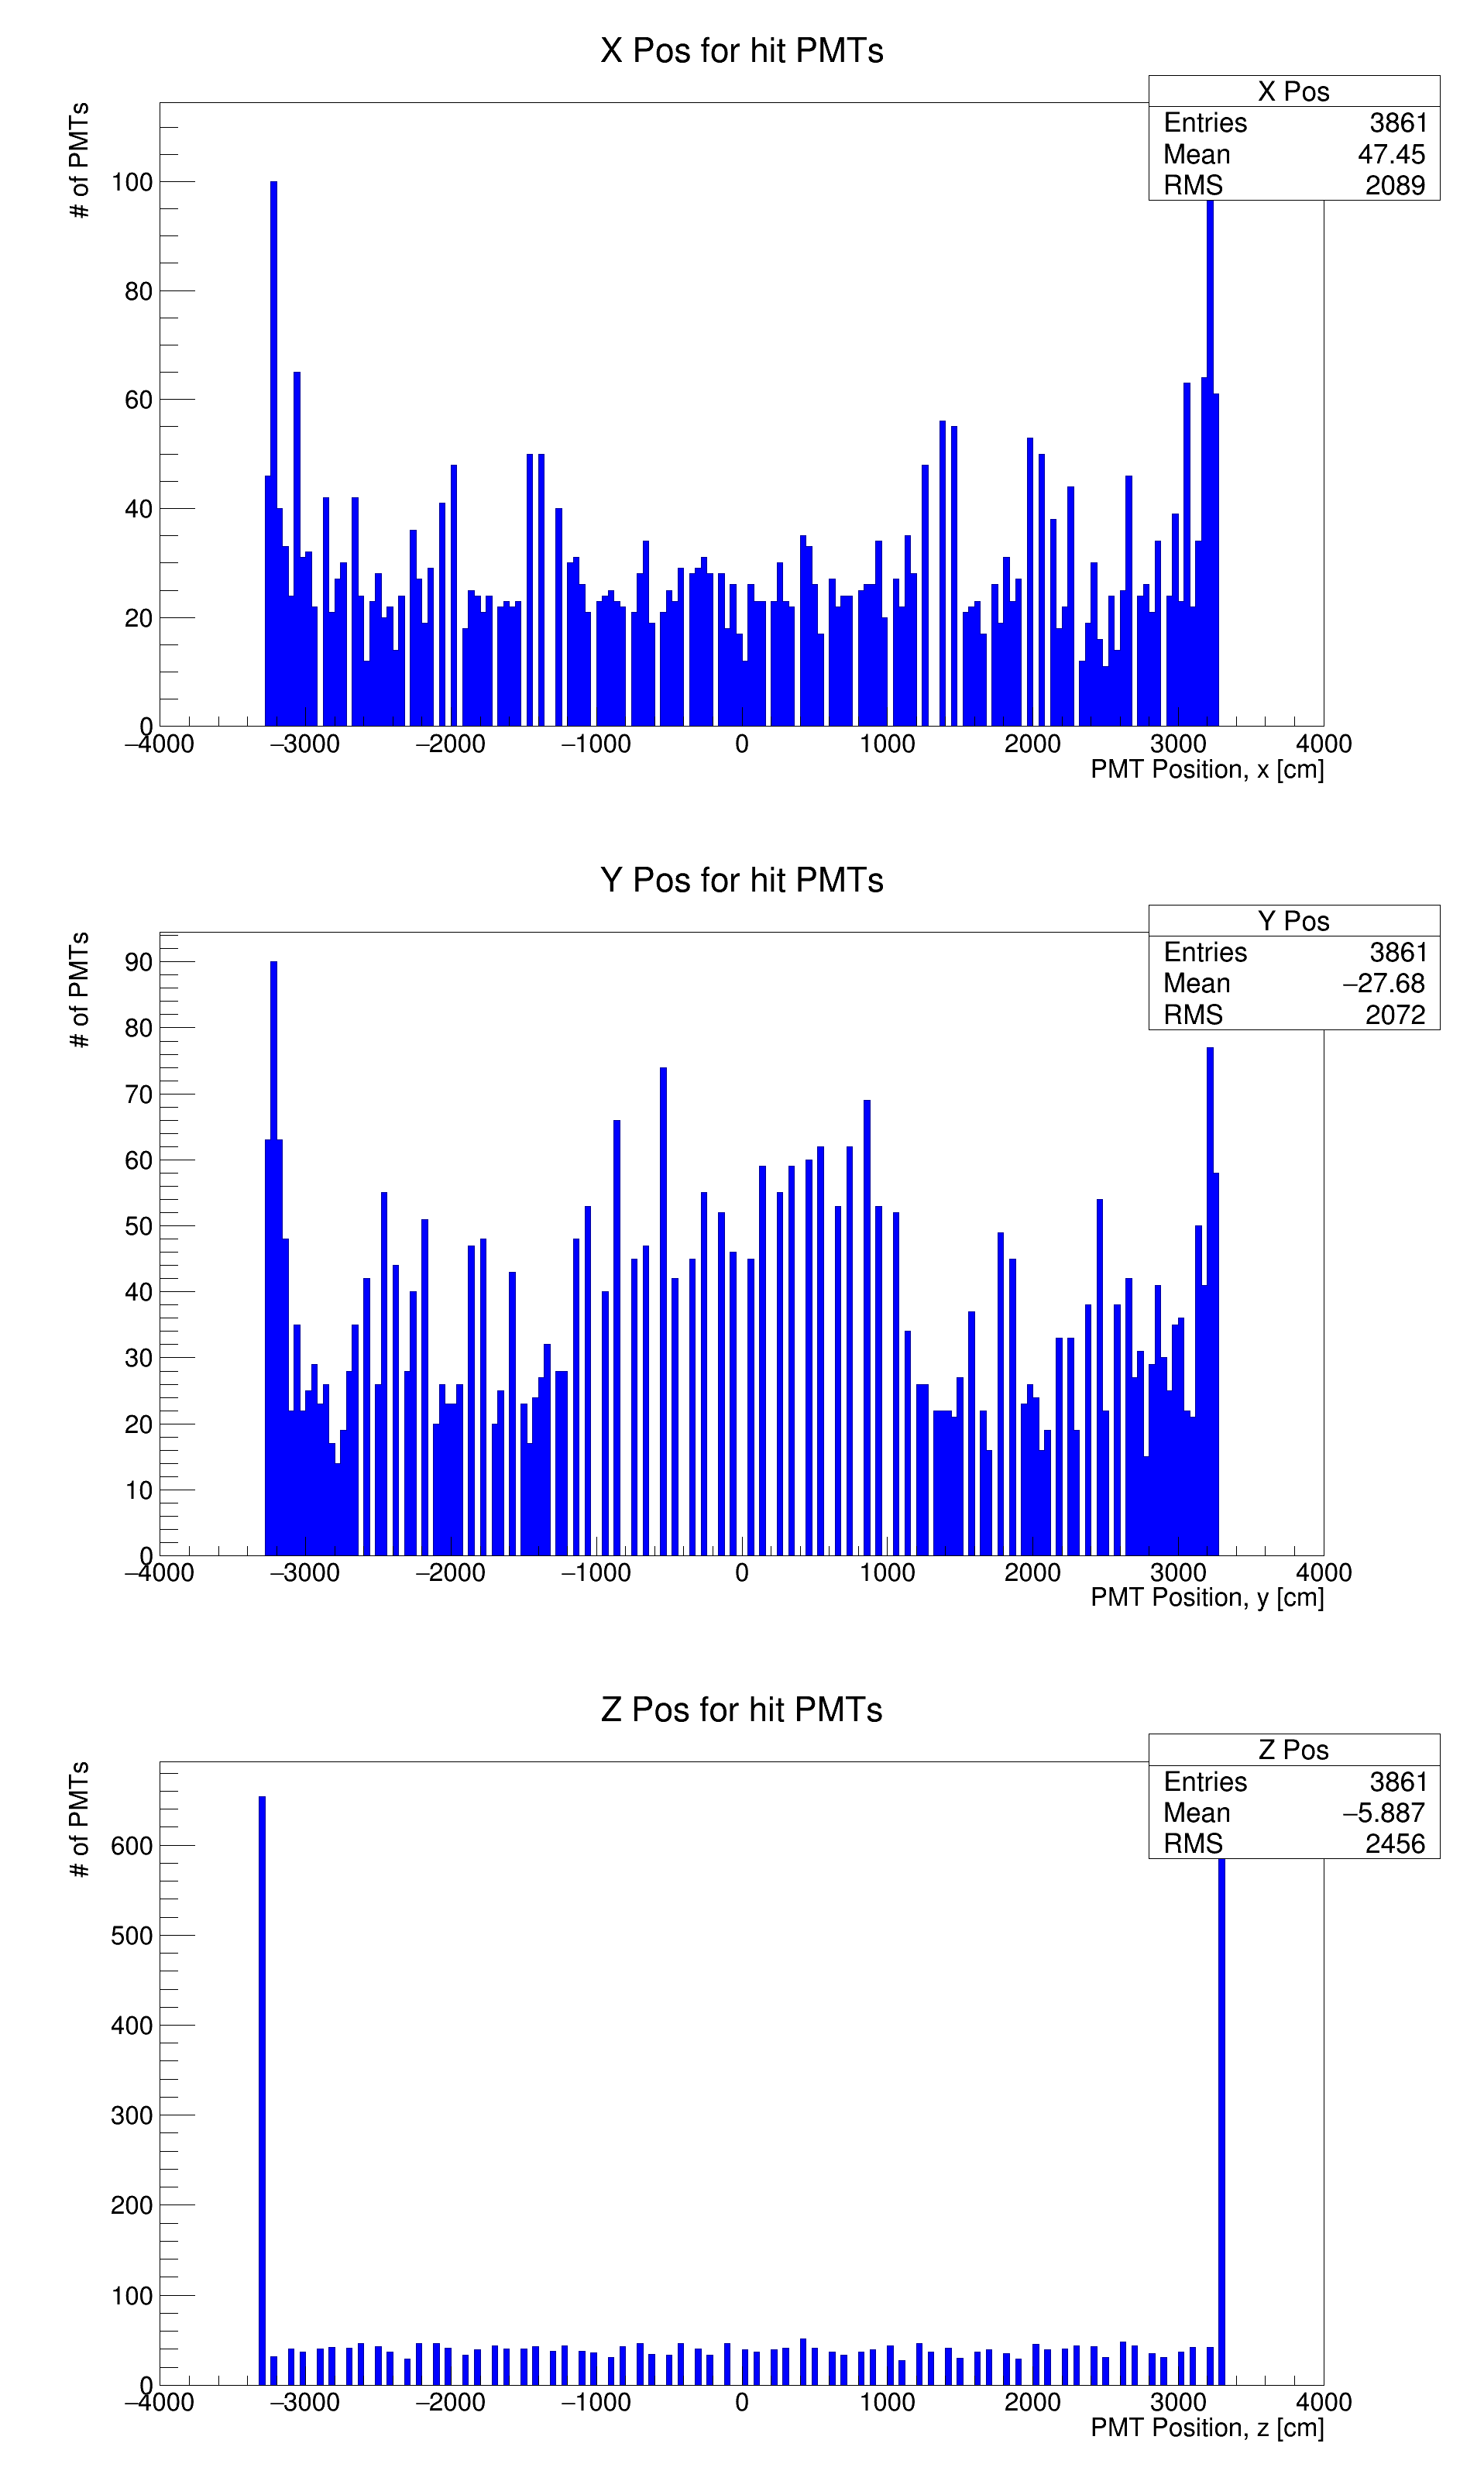 X Pos for hit PMTs
# of PMTs
X Pos
Entries 3861
Mean 47.45
RMS 2089
100
80
60
40
20
0
−4000 −3000 −2000 −1000 0 1000 2000 3000 4000
PMT Position, x [cm]
Y Pos for hit PMTs
# of PMTs
Y Pos
Entries 3861
Mean −27.68
RMS 2072
90
80
70
60
50
40
30
20
10
0
−4000 −3000 −2000 −1000 0 1000 2000 3000 4000
PMT Position, y [cm]
Z Pos for hit PMTs
# of PMTs
Z Pos
Entries 3861
Mean −5.887
RMS 2456
600
500
400
300
200
100
0
−4000 −3000 −2000 −1000 0 1000 2000 3000 4000
PMT Position, z [cm]